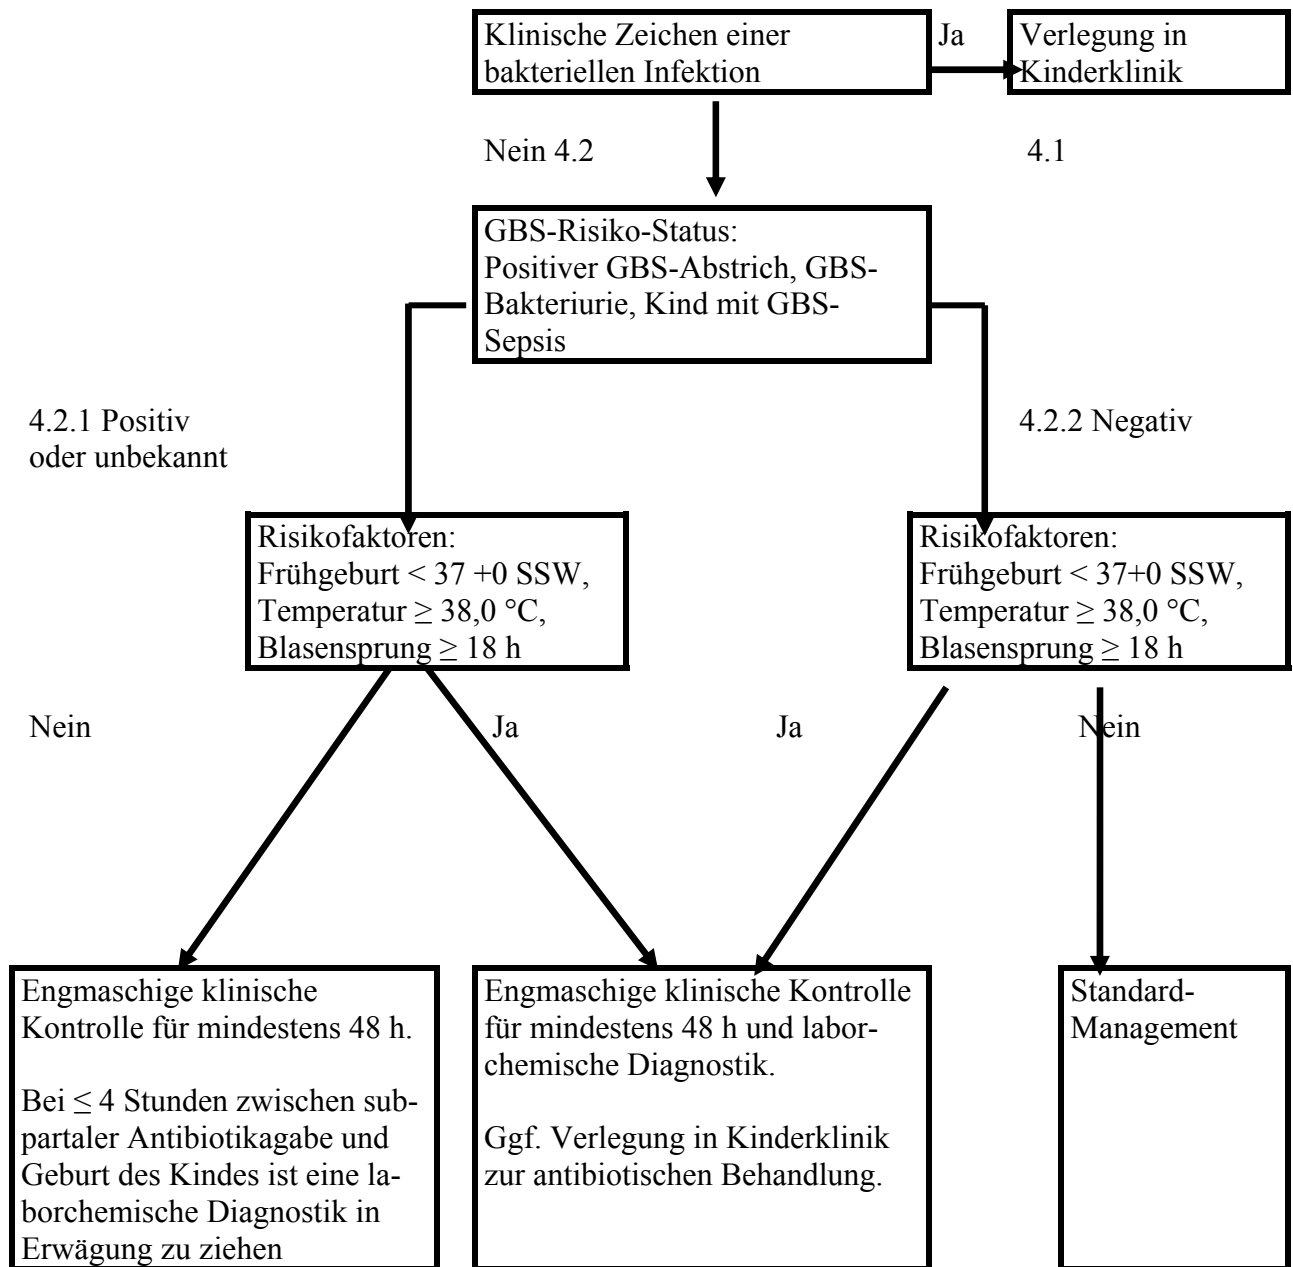 Klinische Zeichen einer
bakteriellen Infektion
Ja
Verlegung in
Kinderklinik
Nein 4.2
4.1
GBS-Risiko-Status:
Positiver GBS-Abstrich, GBS-
Bakteriurie, Kind mit GBS-
Sepsis
4.2.1 Positiv
oder unbekannt
4.2.2 Negativ
Risikofaktoren:
Frühgeburt < 37 +0 SSW,
Temperatur ≥ 38,0 °C,
Blasensprung ≥ 18 h
Risikofaktoren:
Frühgeburt < 37+0 SSW,
Temperatur ≥ 38,0 °C,
Blasensprung ≥ 18 h
Nein
Ja
Ja
Nein
Engmaschige klinische
Kontrolle für mindestens 48 h.
Bei ≤ 4 Stunden zwischen sub-
partaler Antibiotikagabe und
Geburt des Kindes ist eine la-
borchemische Diagnostik in
Erwägung zu ziehen
Engmaschige klinische Kontrolle
für mindestens 48 h und labor-
chemische Diagnostik.
Ggf. Verlegung in Kinderklinik
zur antibiotischen Behandlung.
Standard-
Management